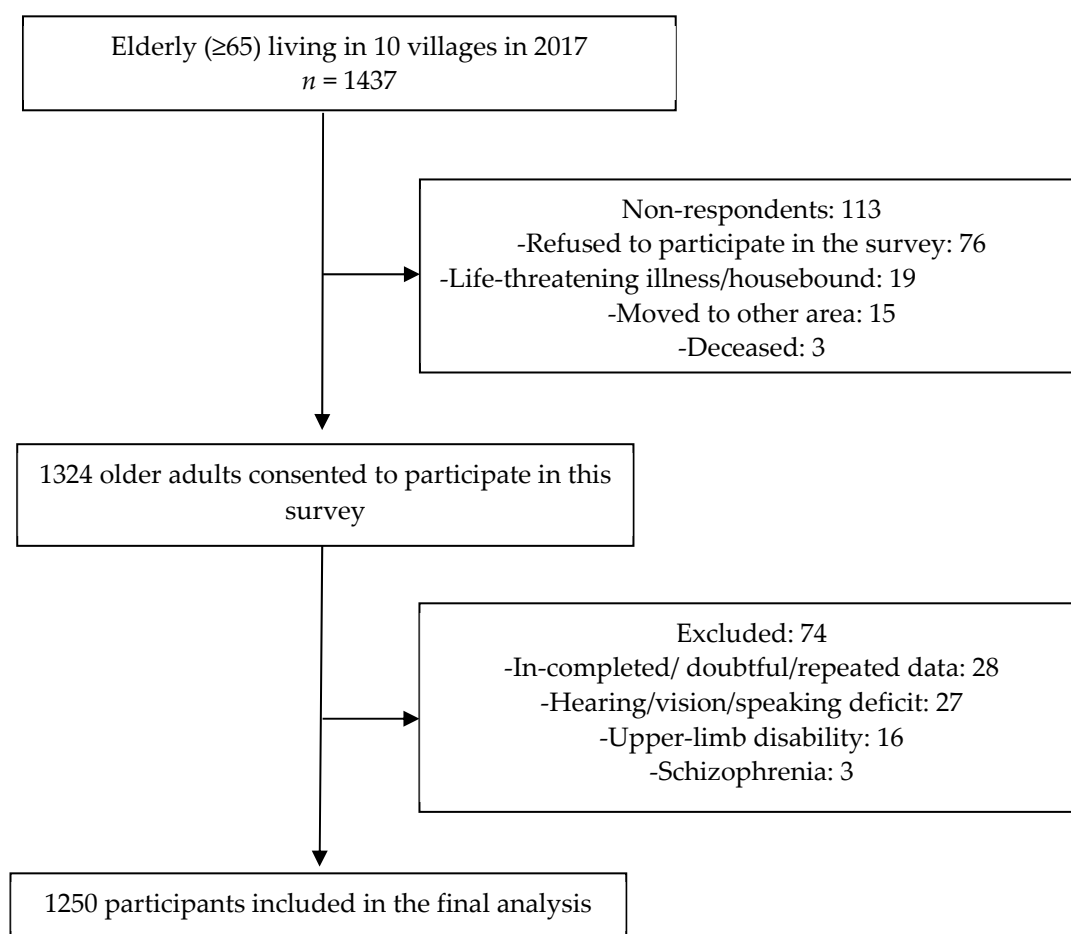 Elderly (≥65) living in 10 villages in 2017
n = 1437
Non-respondents: 113
-Refused to participate in the survey: 76
-Life-threatening illness/housebound: 19
-Moved to other area: 15
-Deceased: 3
1324 older adults consented to participate in this
survey
Excluded: 74
-In-completed/ doubtful/repeated data: 28
-Hearing/vision/speaking deficit: 27
-Upper-limb disability: 16
-Schizophrenia: 3
1250 participants included in the final analysis